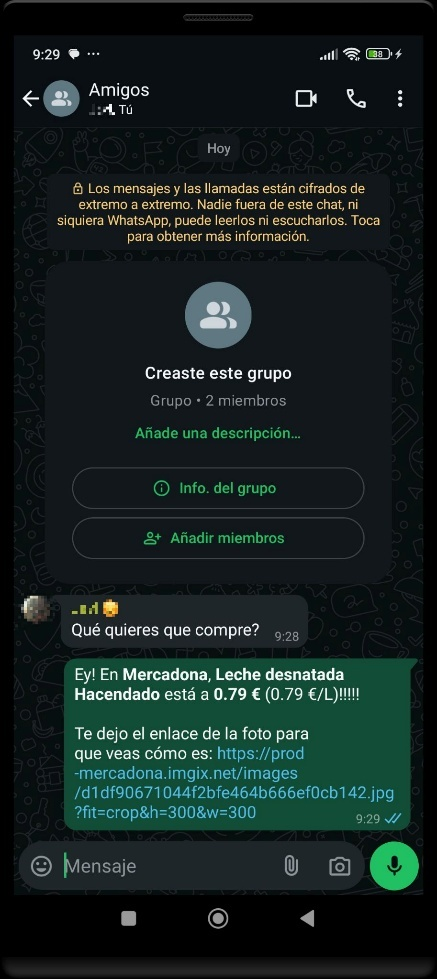 9:29
38
Amigos
Tú
Hoy
Los mensajes y las llamadas están cifrados de
extremo a extremo. Nadie fuera de este chat, ni
siquiera WhatsApp, puede leerlos ni escucharlos. Toca
para obtener más información.
Creaste este grupo
Grupo • 2 miembros
Añade una descripción...
Info. del grupo
Añadir miembros
Qué quieres que compre?
9:28
Ey! En Mercadona, Leche desnatada
Hacendado está a 0.79 € (0.79 €/L)!!!!!
Te dejo el enlace de la foto para
que veas cómo es: https://prod
-mercadona.imgix.net/images
/d1df90671044f2bfe464b666ef0cb142.jpg
?fit=crop&h=300&w=300
9:29
Mensaje